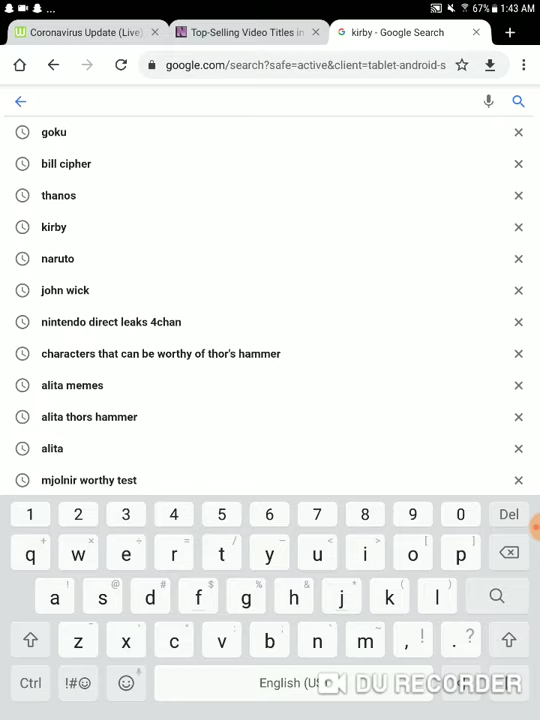 ... 67% 1:43 AM
Coronavirus Update (Live) × Top-Selling Video Titles in × G kirby - Google Search × +
google.com/search?safe=active&client=tablet-android-s
goku ×
bill cipher ×
thanos ×
kirby ×
naruto ×
john wick ×
nintendo direct leaks 4chan ×
characters that can be worthy of thor's hammer ×
alita memes ×
alita thors hammer ×
alita ×
mjolnir worthy test ×
1 2 3 4 5 6 7 8 9 0 Del
+ × ÷ = / _ < > [ ]
q w e r t y u i o p
! @ # $ % & * (
a s d f g h j k l
z x c v b n m , ! . ?
Ctrl !#☺ English (US)
DU RECORDER